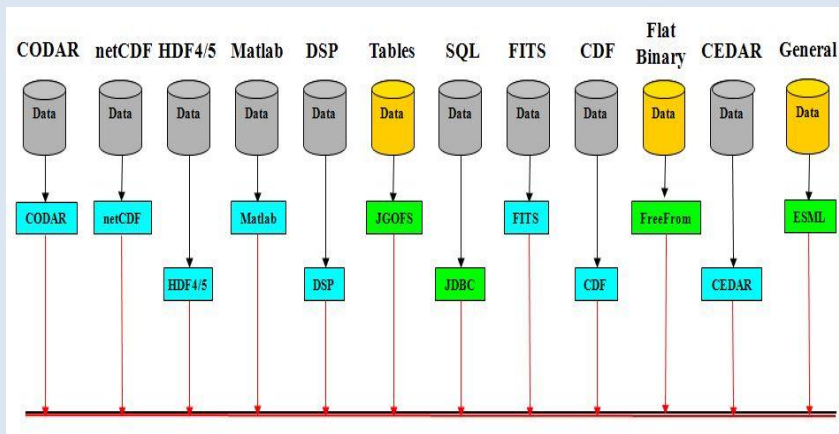 CODAR netCDF HDF4/5 Matlab DSP Tables SQL FITS CDF Flat Binary CEDAR General
Data Data Data Data Data Data Data Data Data Data Data Data
CODAR netCDF Matlab JGOFS FITS FreeFrom ESML
HDF4/5 DSP JDBC CDF CEDAR